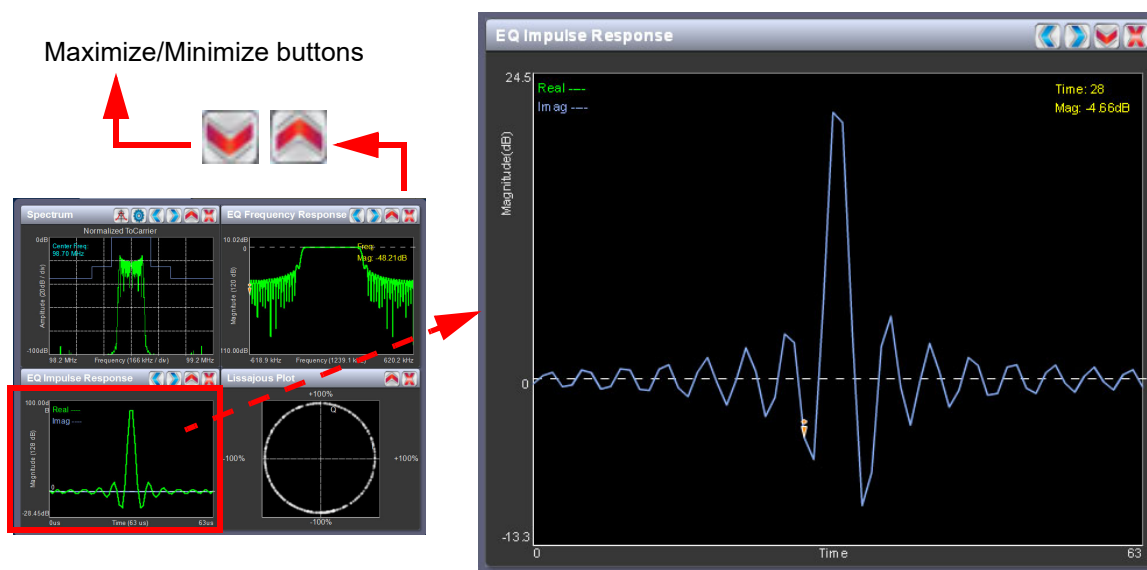 Maximize/Minimize buttons
Spectrum
Normalized ToCarrier
0dB
Center Freq:
98.70 MHz
Amplitude (20dB / div)
-100dB
98.2 MHz
Frequency (166 kHz / div)
99.2 MHz
EQ Frequency Response
10.02dB
0
Freq:
Mag: -48.21dB
Magnitude (120 dB)
110.00dB
-618.9 kHz
Frequency (1239.1 kHz)
620.2 kHz
EQ Impulse Response
100.00d
B
Real ----
Imag ----
Magnitude (128 dB)
0
-28.45dB
0us
Time (63 us)
63us
Lissajous Plot
+100%
Q
-100%
+100%
-100%
EQ Impulse Response
24.5
Real ----
Imag ----
Time: 28
Mag: -4.66dB
Magnitude(dB)
0
-13.3
0
Time
63